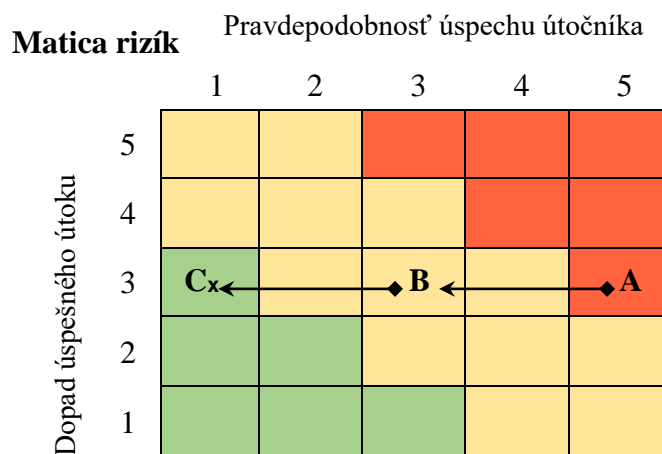 Pravdepodobnosť úspechu útočníka
Matica rizík
1 2 3 4 5
Dopad úspešného útoku
5
4
3 Cx B A
2
1